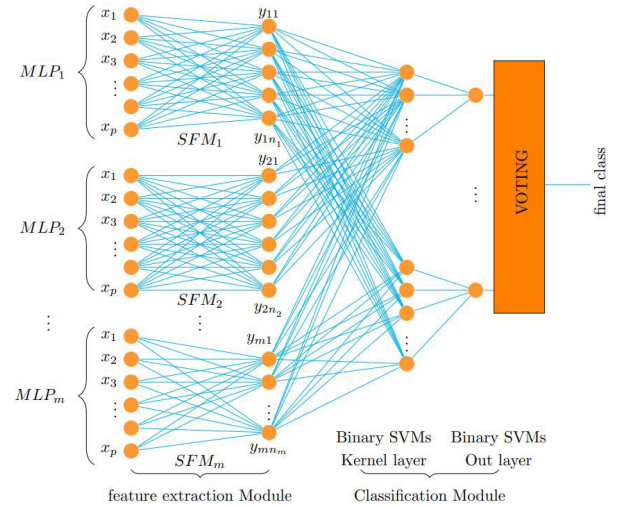 x₁
x₂
x₃
⋮
xₚ
MLP₁
SFM₁
y₁₁
y₁ₙ₁
x₁
x₂
x₃
⋮
xₚ
MLP₂
SFM₂
y₂₁
y₂ₙ₂
⋮
⋮
x₁
x₂
x₃
⋮
xₚ
MLPₘ
SFMₘ
yₘ₁
⋮
yₘₙₘ
⋮
⋮
⋮
VOTING
final class
Binary SVMs
Kernel layer
Binary SVMs
Out layer
feature extraction Module
Classification Module